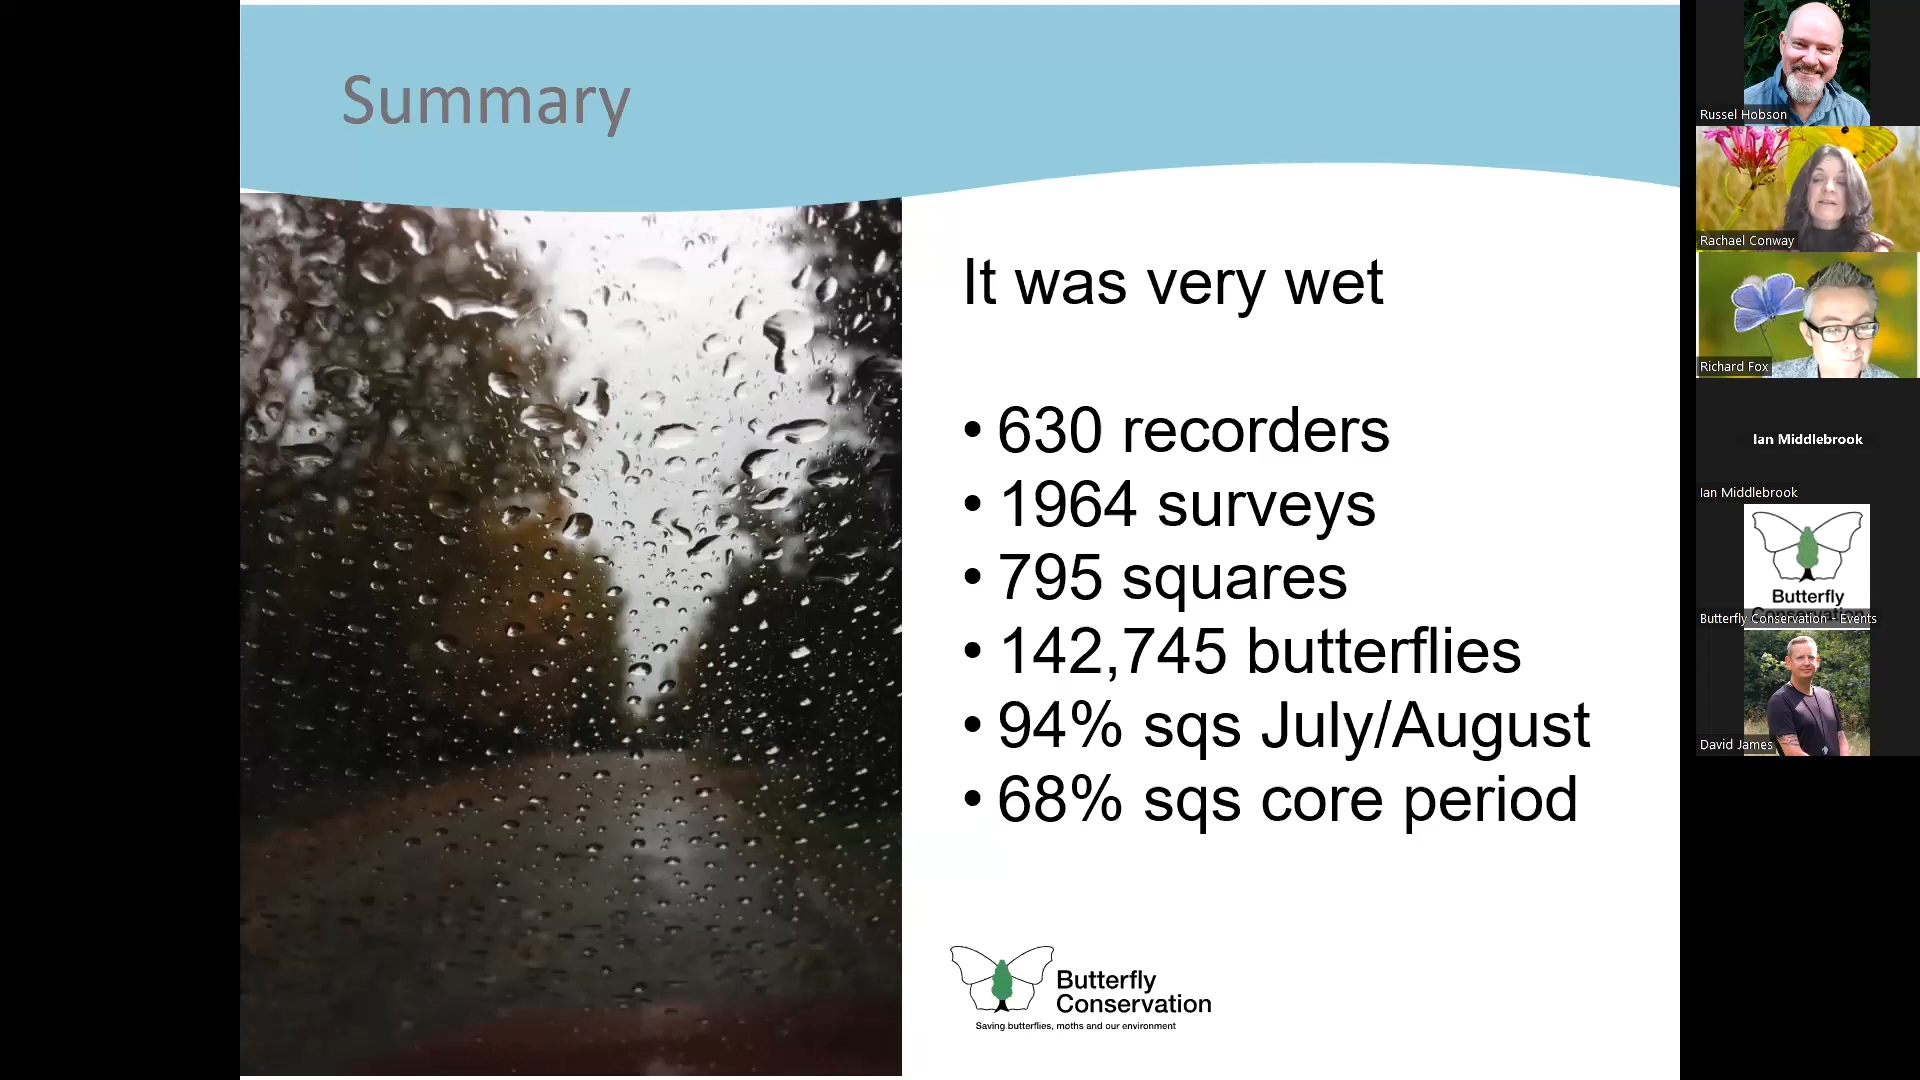 Summary
It was very wet
• 630 recorders
• 1964 surveys
• 795 squares
• 142,745 butterflies
• 94% sqs July/August
• 68% sqs core period
Butterfly
Conservation
Saving butterflies, moths and our environment
Russel Hobson
Rachael Conway
Richard Fox
Ian Middlebrook
Ian Middlebrook
Butterfly
Conservation
Butterfly Conservation - Events
David James